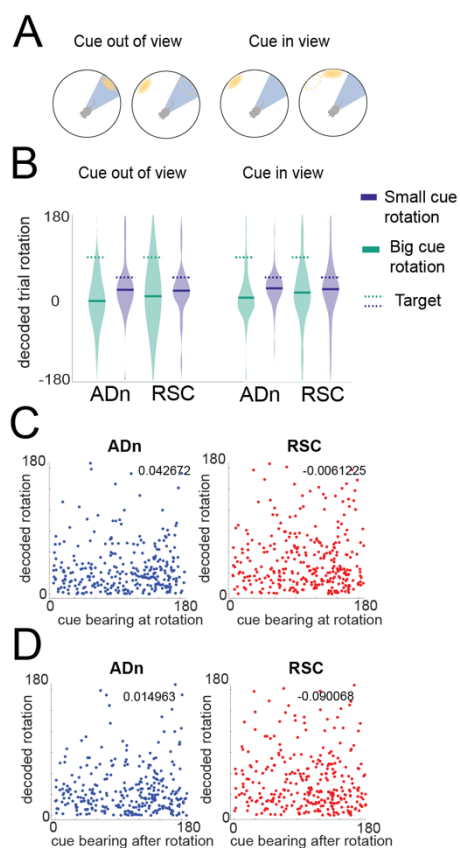 A
Cue out of view
Cue in view
B
Cue out of view
Cue in view
Small cue
rotation
Big cue
rotation
Target
decoded trial rotation
180
0
-180
ADn
RSC
ADn
RSC
C
ADn
RSC
180
0.042672
180
-0.0061225
decoded rotation
decoded rotation
0
0
0
180
0
180
cue bearing at rotation
cue bearing at rotation
D
ADn
RSC
180
0.014963
180
-0.090068
decoded rotation
decoded rotation
0
0
0
180
0
180
cue bearing after rotation
cue bearing after rotation